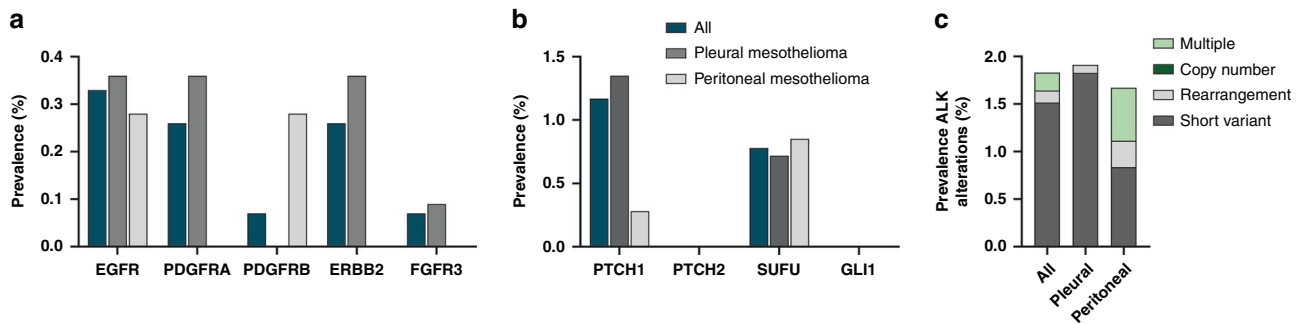 a
Prevalence (%)
0.4
0.3
0.2
0.1
0.0
EGFR
PDGFRA
PDGFRB
ERBB2
FGFR3
b
All
Pleural mesothelioma
Peritoneal mesothelioma
Prevalence (%)
1.5
1.0
0.5
0.0
PTCH1
PTCH2
SUFU
GLI1
c
Multiple
Copy number
Rearrangement
Short variant
Prevalence ALK
alterations (%)
2.0
1.5
1.0
0.5
0.0
All
Pleural
Peritoneal